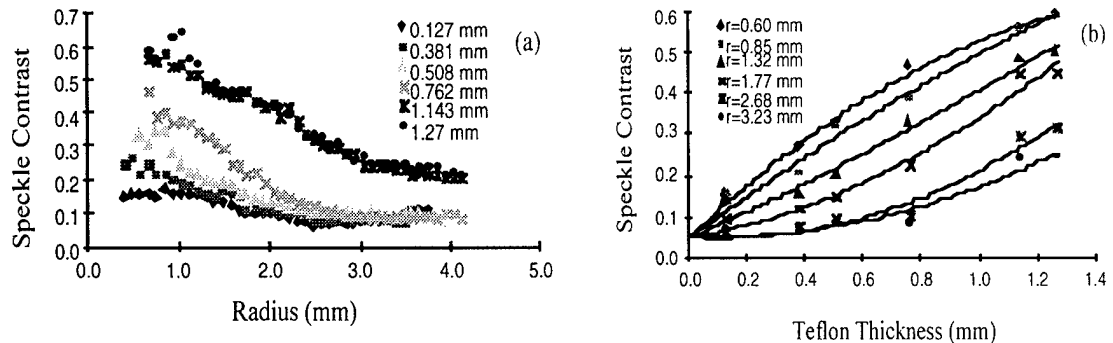 (a)
0.127 mm
0.381 mm
0.508 mm
0.762 mm
1.143 mm
1.27 mm
Speckle Contrast
0.7
0.6
0.5
0.4
0.3
0.2
0.1
0.0
0.0 1.0 2.0 3.0 4.0 5.0
Radius (mm)
(b)
r=0.60 mm
r=0.85 mm
r=1.32 mm
r=1.77 mm
r=2.68 mm
r=3.23 mm
Speckle Contrast
0.6
0.5
0.4
0.3
0.2
0.1
0.0
0.0 0.2 0.4 0.6 0.8 1.0 1.2 1.4
Teflon Thickness (mm)